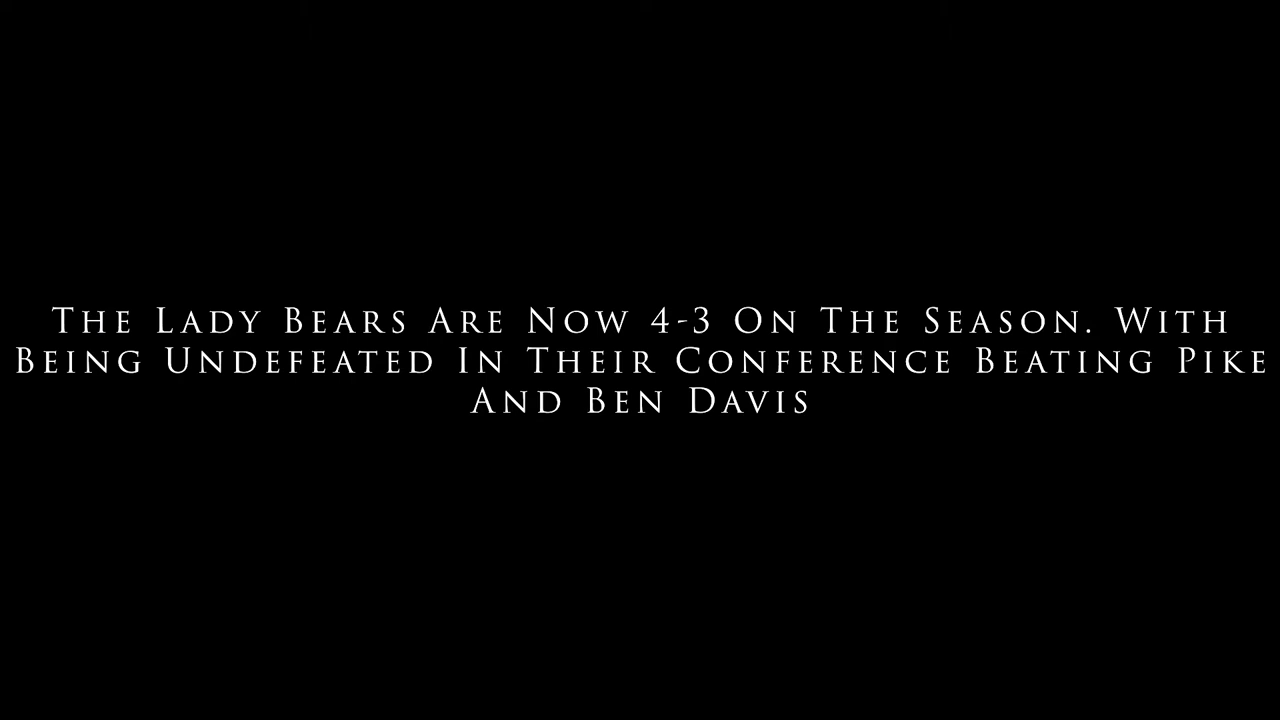 The Lady Bears Are Now 4-3 On The Season. With
Being Undefeated In Their Conference Beating Pike
And Ben Davis